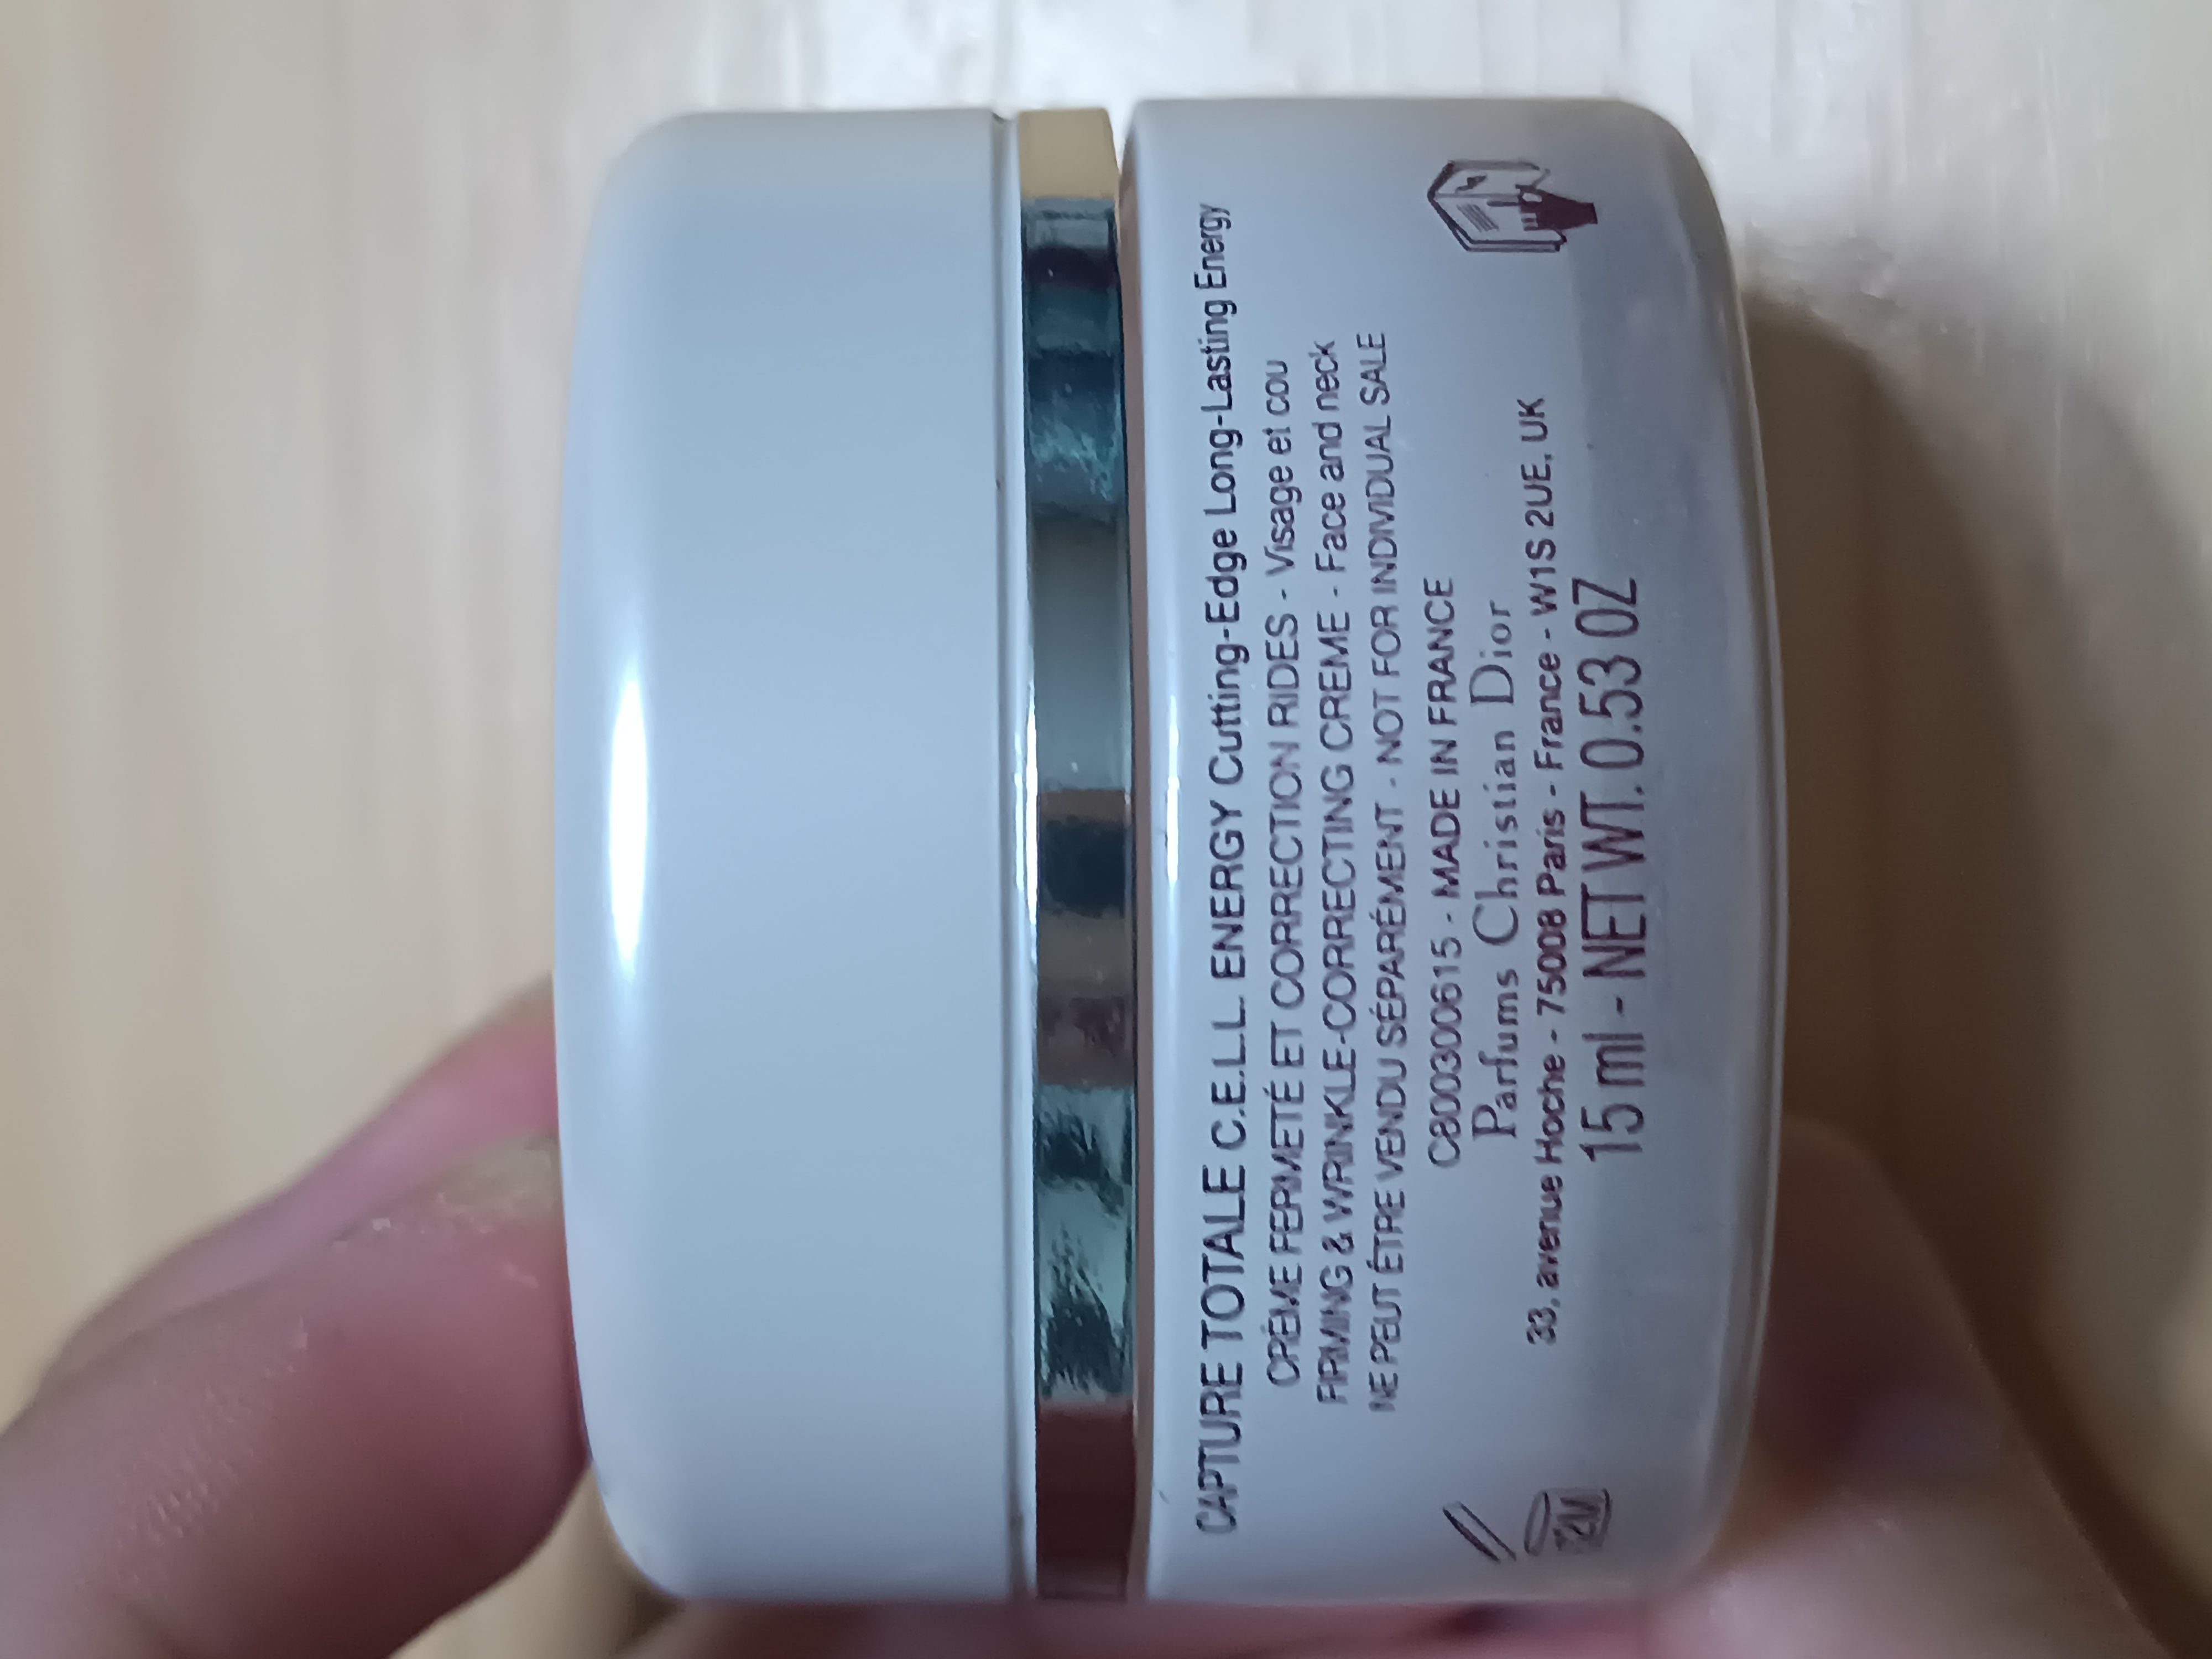 CAPTURE TOTALE C.E.L.L. ENERGY Cutting-Edge Long-Lasting Energy
CRÈME FERMETÉ ET CORRECTION RIDES - Visage et cou
FIRMING & WRINKLE-CORRECTING CREME - Face and neck
NE PEUT ÊTRE VENDU SÉPARÉMENT - NOT FOR INDIVIDUAL SALE
C800300615 - MADE IN FRANCE
Parfums Christian Dior
33, avenue Hoche - 75008 Paris - France - W1S 2UE, UK
15 ml - NET WT. 0.53 OZ
12M